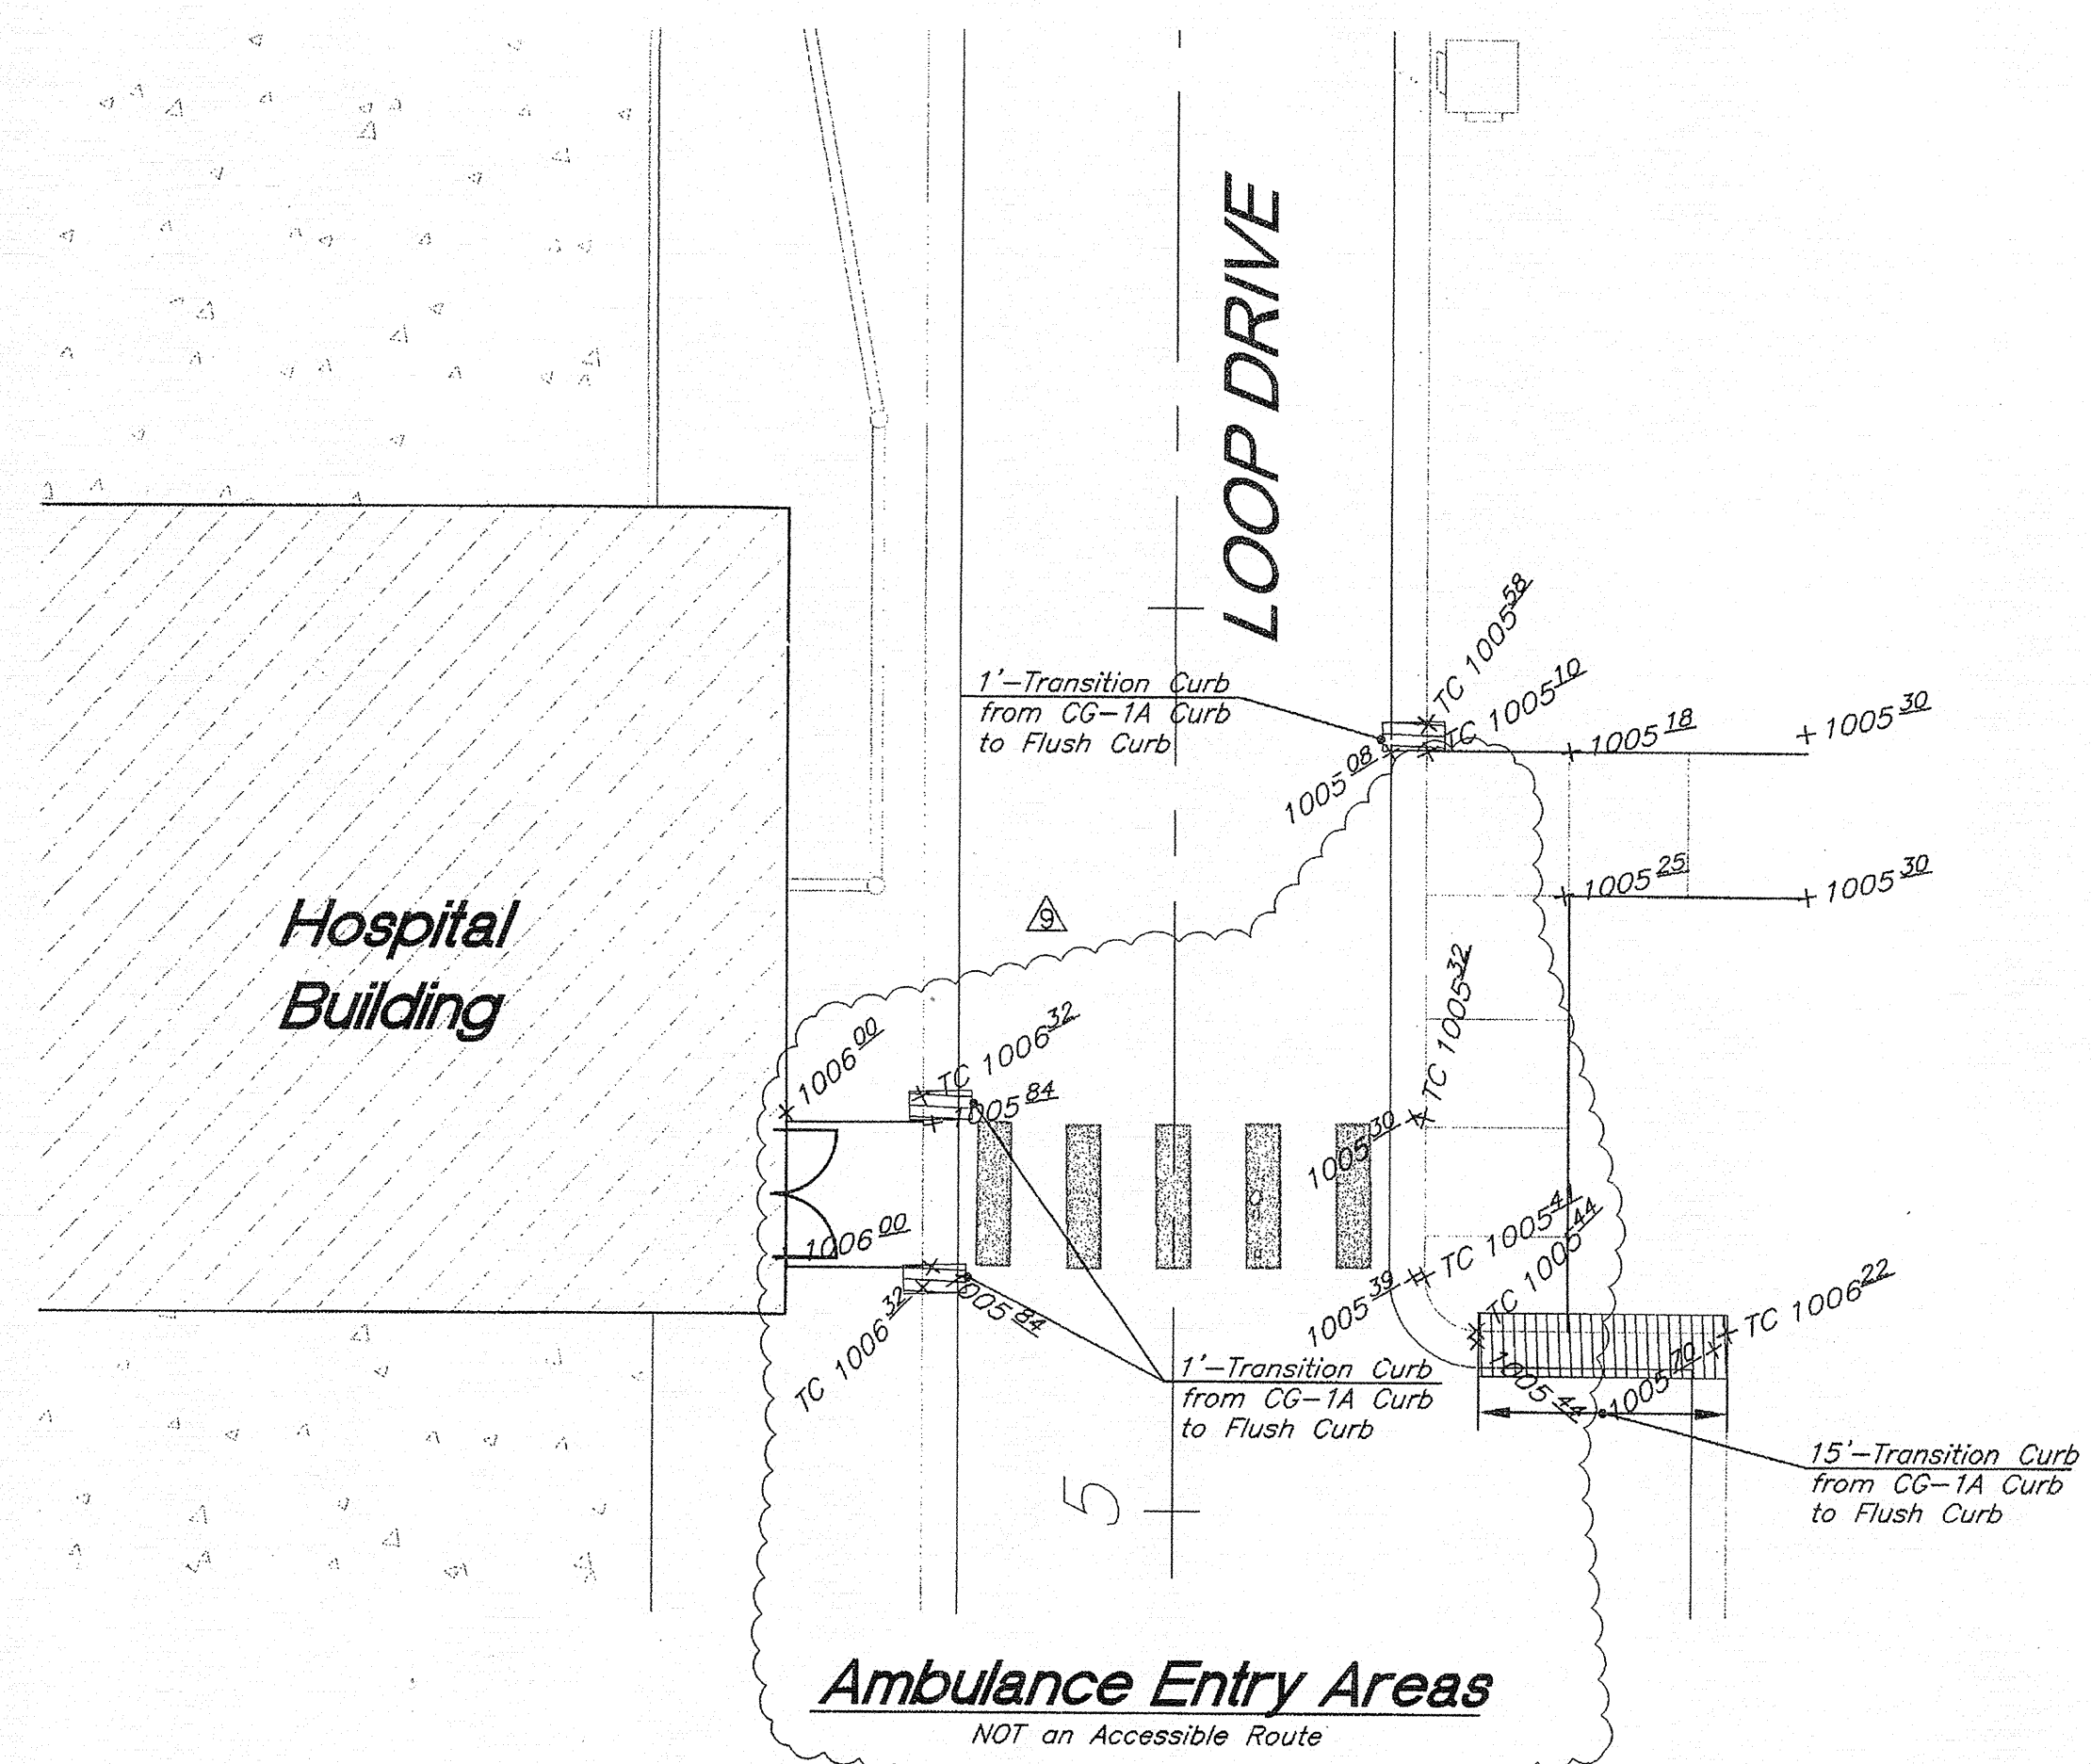 LOOP DRIVE
TC 1005 58
TC 1005 10
1'-Transition Curb
from CG-1A Curb
to Flush Curb
1005 08
1005 18
1005 30
1005 25
1005 30
9
Hospital
Building
TC 1005 32
1006 00
TC 1006 32
1005 84
1005 30
1006 00
TC 1005 41
TC 1005 44
1005 39
TC 1006 32
1005 84
TC 1006 22
1005 44
1005 70
1'-Transition Curb
from CG-1A Curb
to Flush Curb
15'-Transition Curb
from CG-1A Curb
to Flush Curb
5
Ambulance Entry Areas
NOT an Accessible Route